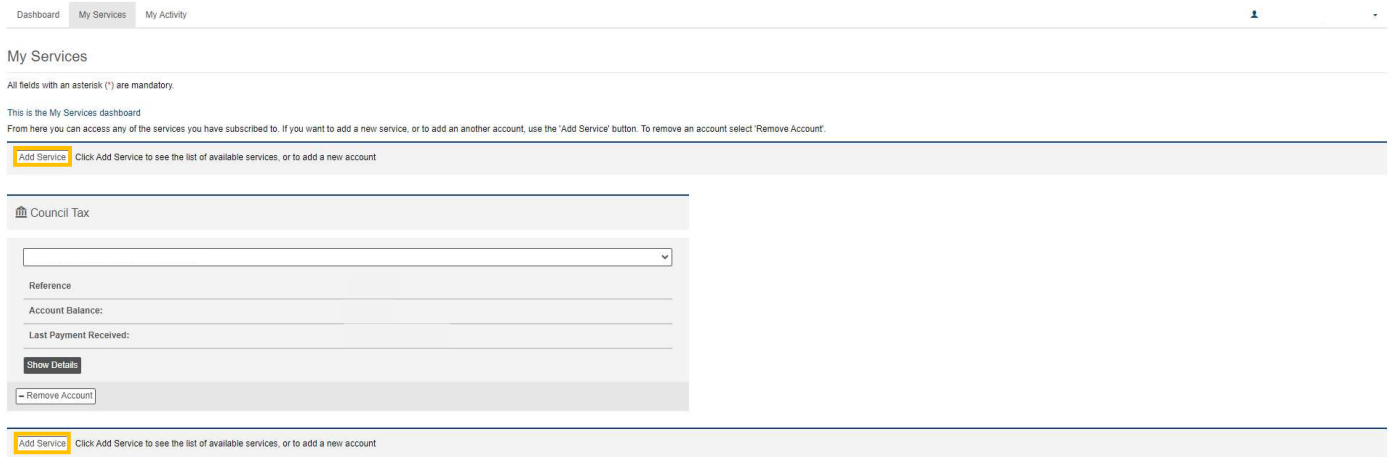 Dashboard My Services My Activity
My Services
All fields with an asterisk (*) are mandatory.
This is the My Services dashboard
From here you can access any of the services you have subscribed to. If you want to add a new service, or to add an another account, use the 'Add Service' button. To remove an account select 'Remove Account'.
Add Service Click Add Service to see the list of available services, or to add a new account
Council Tax
Reference
Account Balance:
Last Payment Received:
Show Details
– Remove Account
Add Service Click Add Service to see the list of available services, or to add a new account